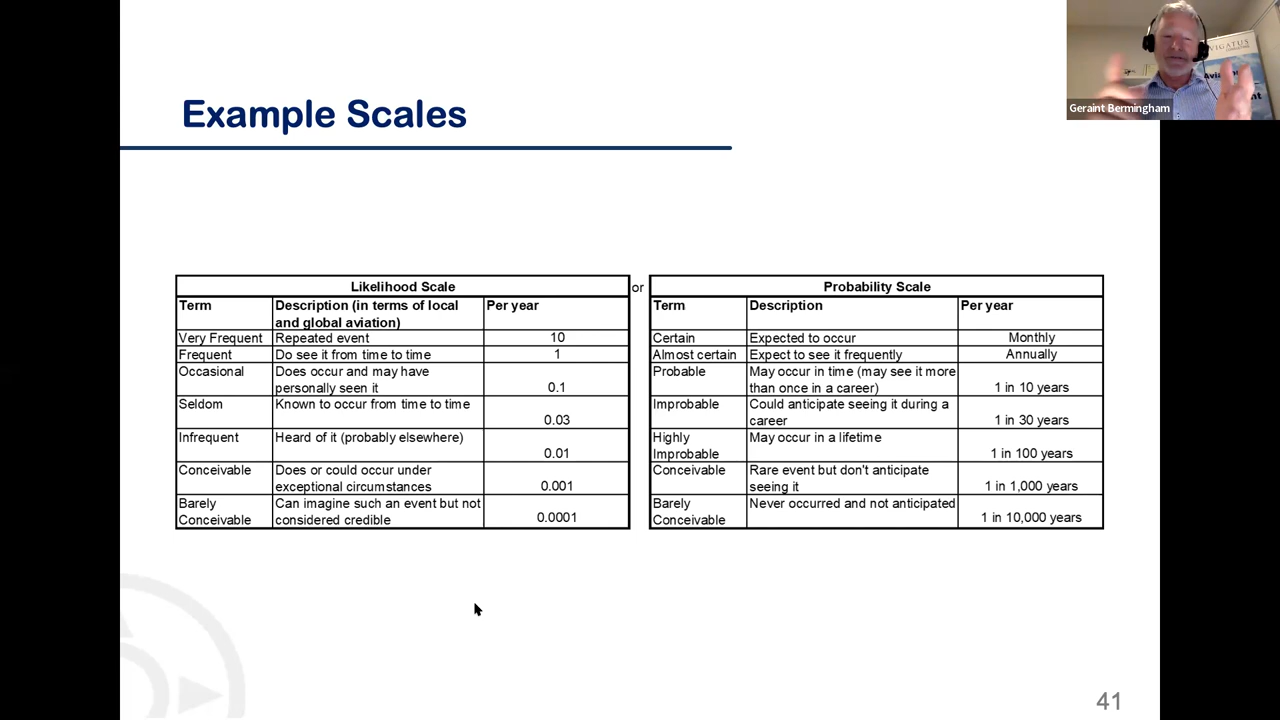 VIGATUS
Avia
nt
Geraint Bermingham
Example Scales
Likelihood Scale
Term Description (in terms of local and global aviation) Per year
Very Frequent Repeated event 10
Frequent Do see it from time to time 1
Occasional Does occur and may have personally seen it 0.1
Seldom Known to occur from time to time 0.03
Infrequent Heard of it (probably elsewhere) 0.01
Conceivable Does or could occur under exceptional circumstances 0.001
Barely Conceivable Can imagine such an event but not considered credible 0.0001
or
Probability Scale
Term Description Per year
Certain Expected to occur Monthly
Almost certain Expect to see it frequently Annually
Probable May occur in time (may see it more than once in a career) 1 in 10 years
Improbable Could anticipate seeing it during a career 1 in 30 years
Highly Improbable May occur in a lifetime 1 in 100 years
Conceivable Rare event but don't anticipate seeing it 1 in 1,000 years
Barely Conceivable Never occurred and not anticipated 1 in 10,000 years
41